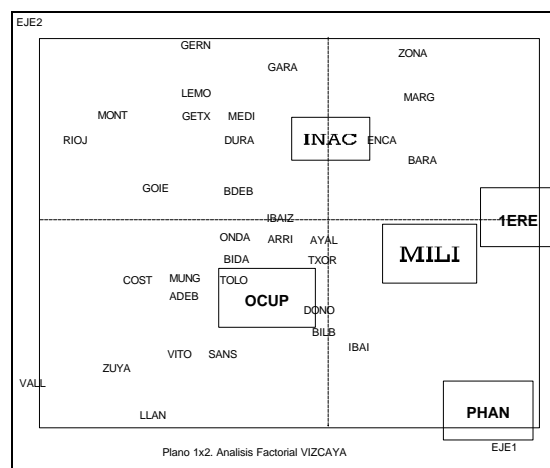 EJE2
GERN
ZONA
GARA
LEMO
MARG
MONT
GETX
MEDI
RIOJ
DURA
INAC
ENCA
BARA
GOIE
BDEB
IBAIZ
1ERE
ONDA
ARRI
AYAL
BIDA
TXOR
MILI
COST
MUNG
TOLO
ADEB
OCUP
DONO
BILB
IBAI
VITO
SANS
ZUYA
VALL
LLAN
PHAN
EJE1
Plano 1x2. Analisis Factorial VIZCAYA